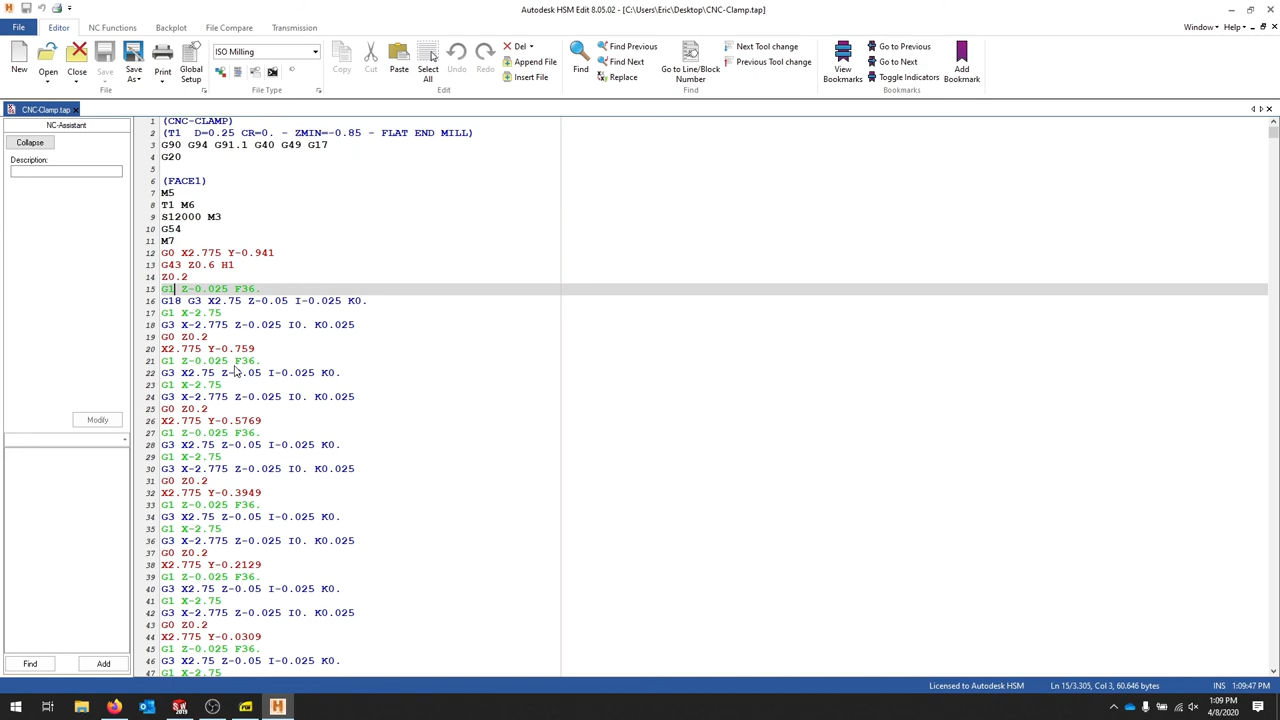 Autodesk HSM Edit 8.05.02 - [C:\Users\Eric\Desktop\CNC-Clamp.tap]
File Editor NC Functions Backplot File Compare Transmission Window Help
New Open Close Save Save As Print Global Setup
File
ISO Milling
File Type
Copy Cut Paste Select All Undo Redo
Del
Append File
Insert File
Edit
Find
Find Previous
Find Next
Replace
Go to Line/Block Number
Next Tool change
Previous Tool change
Find
View Bookmarks
Go to Previous
Go to Next
Toggle Indicators
Add Bookmark
Bookmarks
CNC-Clamp.tap
NC-Assistant
Collapse
Description:
Modify
Find Add
1 (CNC-CLAMP)
2 (T1 D=0.25 CR=0. - ZMIN=-0.85 - FLAT END MILL)
3 G90 G94 G91.1 G40 G49 G17
4 G20
5
6 (FACE1)
7 M5
8 T1 M6
9 S12000 M3
10 G54
11 M7
12 G0 X2.775 Y-0.941
13 G43 Z0.6 H1
14 Z0.2
15 G1 Z-0.025 F36.
16 G18 G3 X2.75 Z-0.05 I-0.025 K0.
17 G1 X-2.75
18 G3 X-2.775 Z-0.025 I0. K0.025
19 G0 Z0.2
20 X2.775 Y-0.759
21 G1 Z-0.025 F36.
22 G3 X2.75 Z-0.05 I-0.025 K0.
23 G1 X-2.75
24 G3 X-2.775 Z-0.025 I0. K0.025
25 G0 Z0.2
26 X2.775 Y-0.5769
27 G1 Z-0.025 F36.
28 G3 X2.75 Z-0.05 I-0.025 K0.
29 G1 X-2.75
30 G3 X-2.775 Z-0.025 I0. K0.025
31 G0 Z0.2
32 X2.775 Y-0.3949
33 G1 Z-0.025 F36.
34 G3 X2.75 Z-0.05 I-0.025 K0.
35 G1 X-2.75
36 G3 X-2.775 Z-0.025 I0. K0.025
37 G0 Z0.2
38 X2.775 Y-0.2129
39 G1 Z-0.025 F36.
40 G3 X2.75 Z-0.05 I-0.025 K0.
41 G1 X-2.75
42 G3 X-2.775 Z-0.025 I0. K0.025
43 G0 Z0.2
44 X2.775 Y-0.0309
45 G1 Z-0.025 F36.
46 G3 X2.75 Z-0.05 I-0.025 K0.
47 G1 X-2.75
Licensed to Autodesk HSM Ln 15/3.305, Col 3, 60.646 bytes INS 1:09:47 PM
1:09 PM
4/8/2020